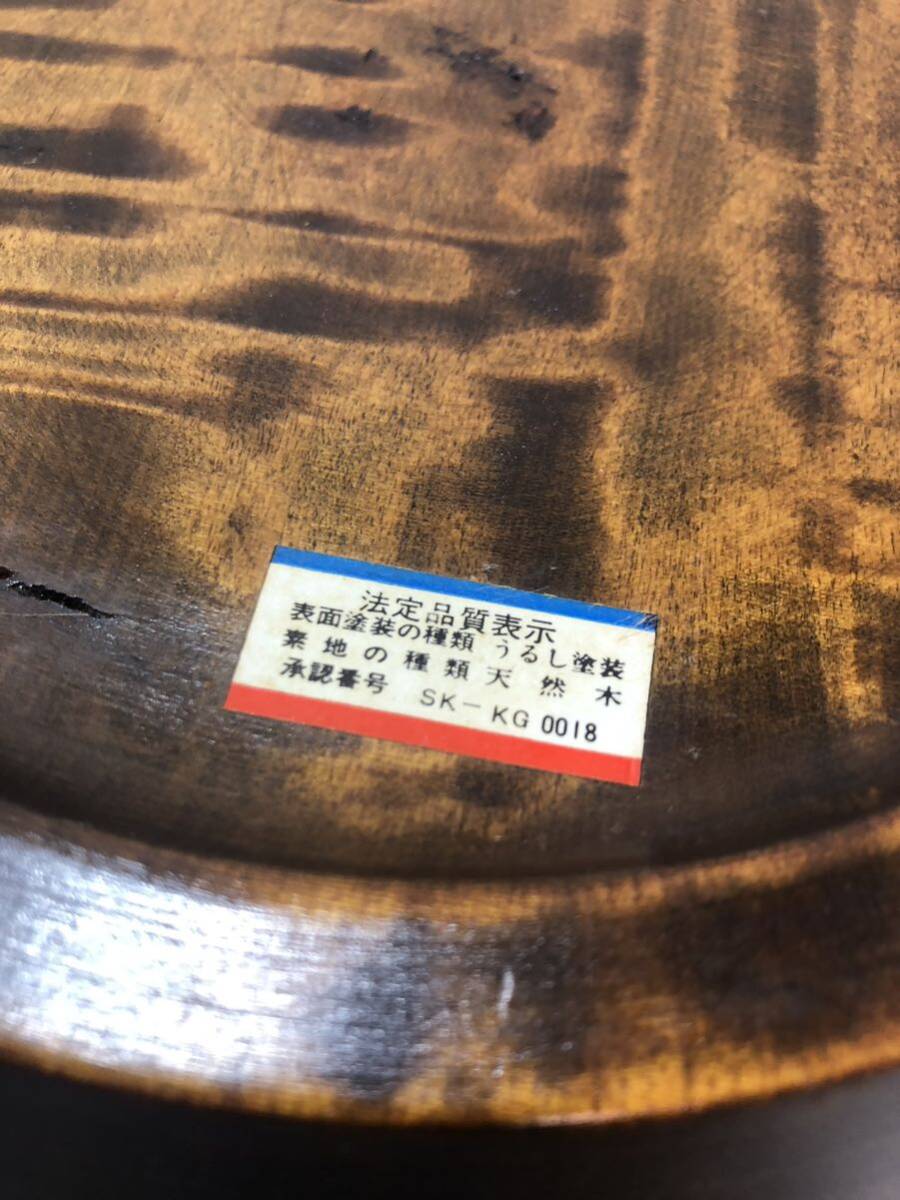 法定品質表示
表面塗装の種類 うるし塗装
素地の種類 天然木
承認番号 SK-KG 0018